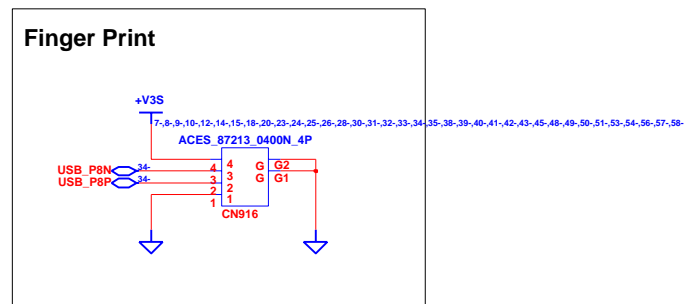 Finger Print
+V3S
7-,8-,9-,10-,12-,14-,15-,18-,20-,23-,24-,25-,26-,28-,30-,31-,32-,33-,34-,35-,38-,39-,40-,41-,42-,43-,45-,48-,49-,50-,51-,53-,54-,56-,57-,58-
ACES_87213_0400N_4P
4 G G2
USB_P8N 34- 4 3 G G1
USB_P8P 34- 3 2
2 1
1 CN916